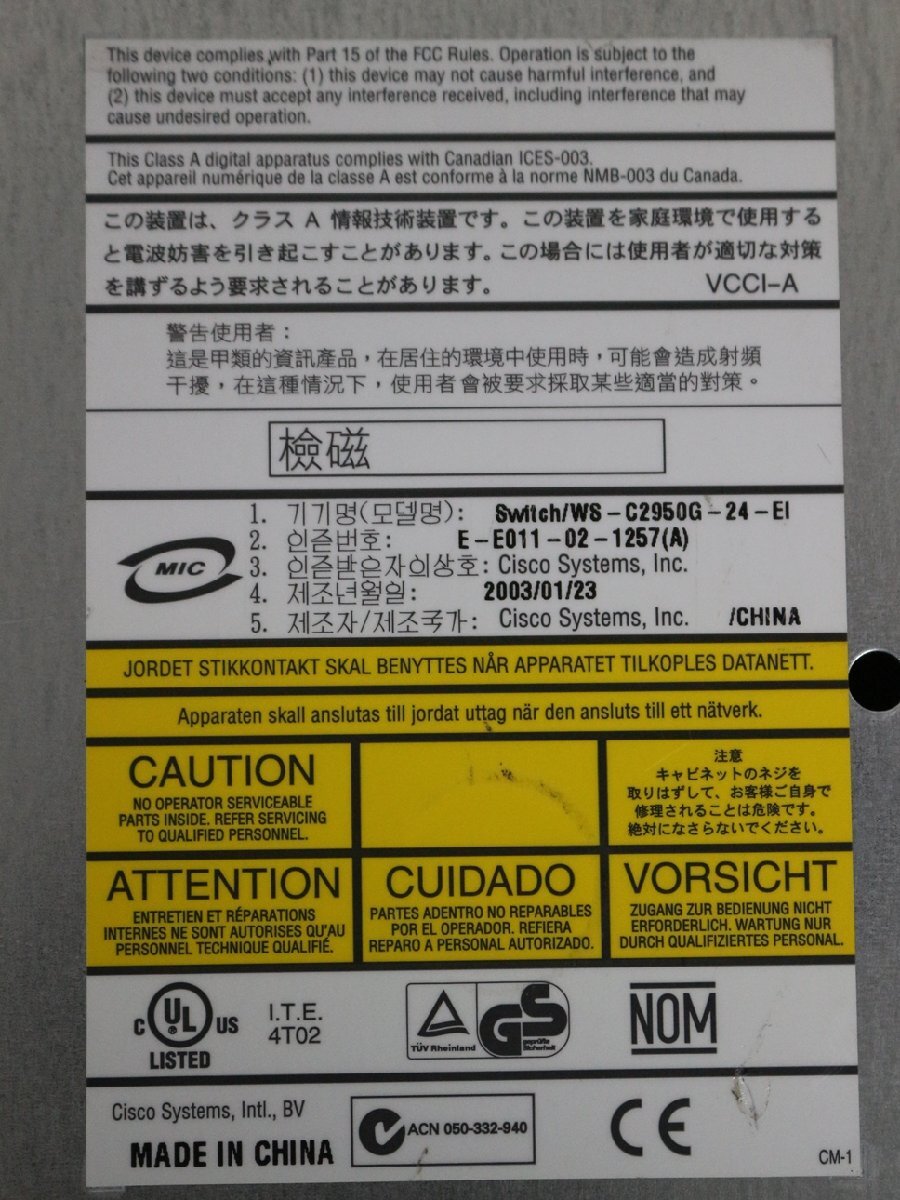 This device complies with Part 15 of the FCC Rules. Operation is subject to the
following two conditions: (1) this device may not cause harmful interference, and
(2) this device must accept any interference received, including interference that may
cause undesired operation.
This Class A digital apparatus complies with Canadian ICES-003.
Cet appareil numérique de la classe A est conforme à la norme NMB-003 du Canada.
この装置は、クラス A 情報技術装置です。この装置を家庭環境で使用する
と電波妨害を引き起こすことがあります。この場合には使用者が適切な対策
を講ずるよう要求されることがあります。 VCCI-A
警告使用者：
這是甲類的資訊產品，在居住的環境中使用時，可能會造成射頻
干擾，在這種情況下，使用者會被要求採取某些適當的對策。
檢磁
MIC
1. 기기명(모델명): Switch/WS-C2950G-24-EI
2. 인증번호: E-E011-02-1257(A)
3. 인증받은자의상호: Cisco Systems, Inc.
4. 제조년월일: 2003/01/23
5. 제조자/제조국가: Cisco Systems, Inc. /CHINA
JORDET STIKKONTAKT SKAL BENYTTES NÅR APPARATET TILKOPLES DATANETT.
Apparaten skall anslutas till jordat uttag när den ansluts till ett nätverk.
CAUTION
NO OPERATOR SERVICEABLE
PARTS INSIDE. REFER SERVICING
TO QUALIFIED PERSONNEL.
注意
キャビネットのネジを
取りはずして、お客様ご自身で
修理されることは危険です。
絶対になさらないでください。
ATTENTION
ENTRETIEN ET RÉPARATIONS
INTERNES NE SONT AUTORISES QU'AU
PERSONNEL TECHNIQUE QUALIFIÉ.
CUIDADO
PARTES ADENTRO NO REPARABLES
POR EL OPERADOR. REFIERA
REPARO A PERSONAL AUTORIZADO.
VORSICHT
ZUGANG ZUR BEDIENUNG NICHT
ERFORDERLICH. WARTUNG NUR
DURCH QUALIFIZIERTES PERSONAL.
C UL US
LISTED
I.T.E.
4T02
TÜV Rheinland
GS
geprüfte
Sicherheit
NOM
Cisco Systems, Intl., BV
MADE IN CHINA
ACN 050-332-940
CE
CM-1